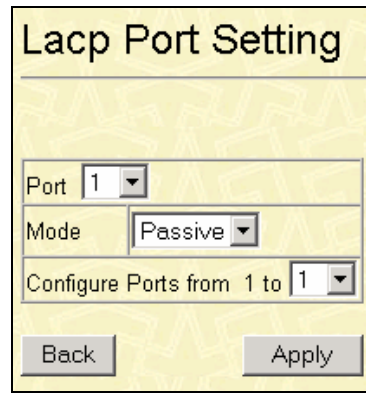 Lacp Port Setting
Port 1
Mode Passive
Configure Ports from 1 to 1
Back Apply